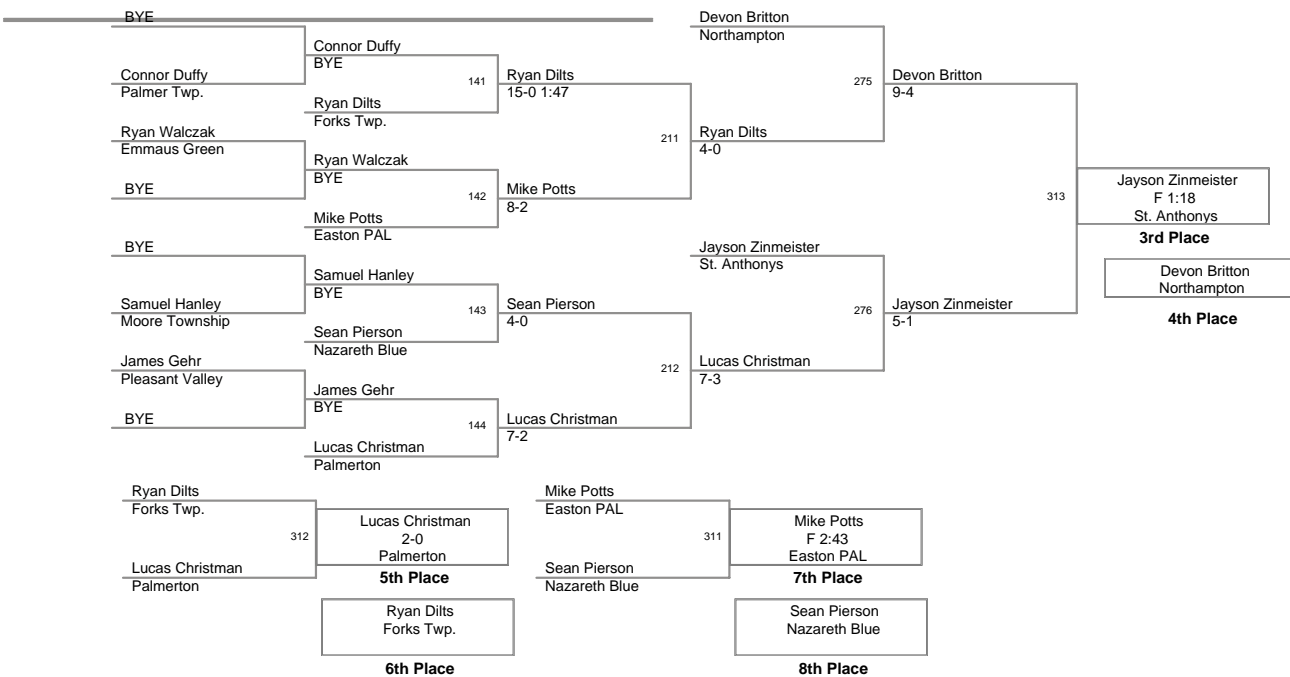 BYE
Connor Duffy
Palmer Twp.
Ryan Walczak
Emmaus Green
BYE
BYE
Samuel Hanley
Moore Township
James Gehr
Pleasant Valley
BYE
Connor Duffy
BYE
141
Ryan Dilts
Forks Twp.
Ryan Walczak
BYE
142
Mike Potts
Easton PAL
Samuel Hanley
BYE
143
Sean Pierson
Nazareth Blue
James Gehr
BYE
144
Lucas Christman
Palmerton
Ryan Dilts
15-0 1:47
211
Mike Potts
8-2
Sean Pierson
4-0
212
Lucas Christman
7-2
Devon Britton
Northampton
275
Ryan Dilts
4-0
Jayson Zinmeister
St. Anthonys
276
Lucas Christman
7-3
Devon Britton
9-4
313
Jayson Zinmeister
5-1
Jayson Zinmeister
F 1:18
St. Anthonys
3rd Place
Devon Britton
Northampton
4th Place
Ryan Dilts
Forks Twp.
312
Lucas Christman
Palmerton
Lucas Christman
2-0
Palmerton
5th Place
Ryan Dilts
Forks Twp.
6th Place
Mike Potts
Easton PAL
311
Sean Pierson
Nazareth Blue
Mike Potts
F 2:43
Easton PAL
7th Place
Sean Pierson
Nazareth Blue
8th Place